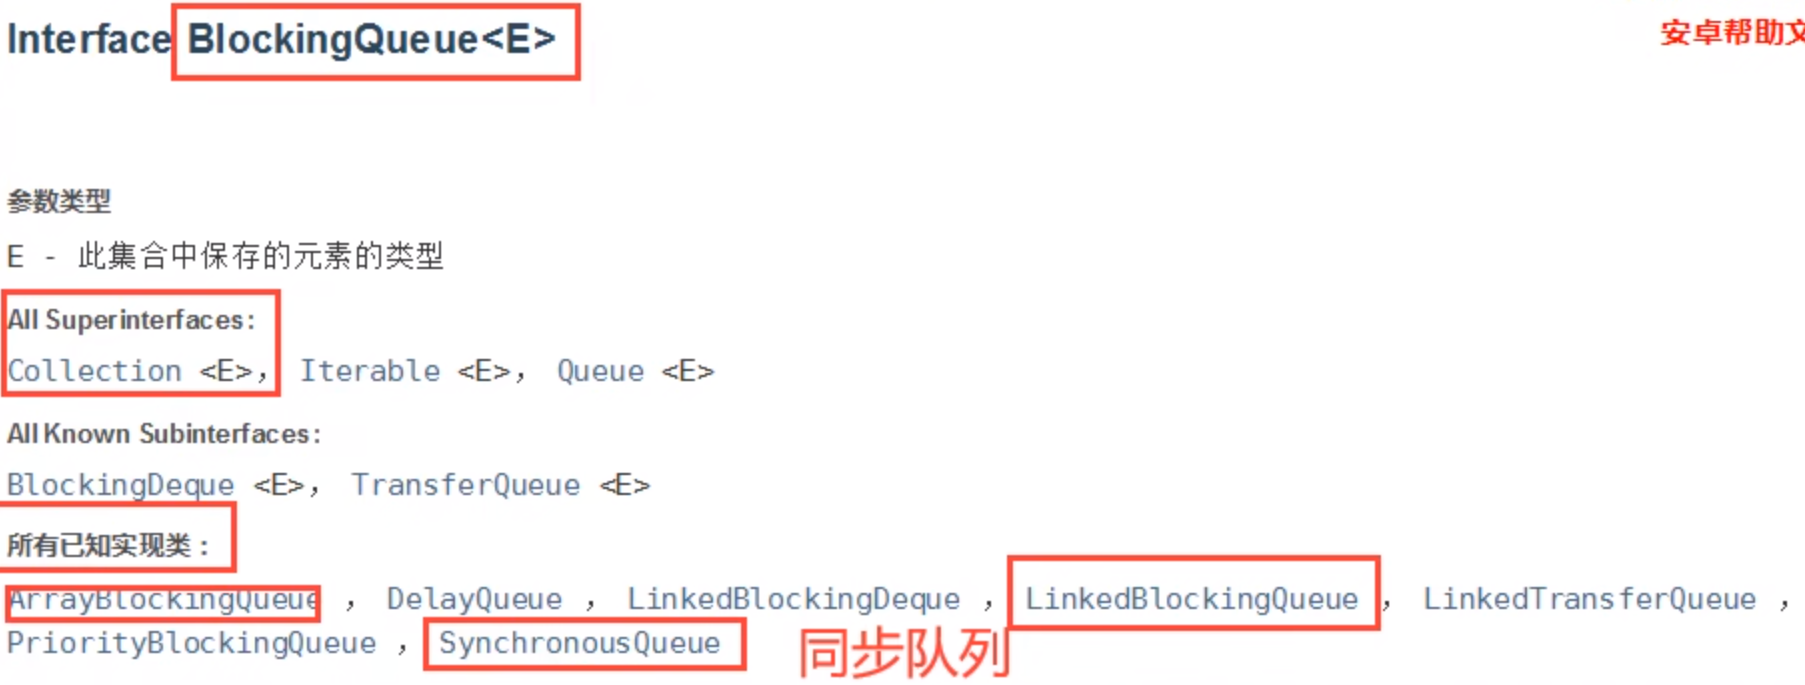 Interface BlockingQueue<E>
安卓帮助文
参数类型
E - 此集合中保存的元素的类型
All Superinterfaces:
Collection <E>, Iterable <E>, Queue <E>
All Known Subinterfaces:
BlockingDeque <E>, TransferQueue <E>
所有已知实现类：
ArrayBlockingQueue , DelayQueue , LinkedBlockingDeque , LinkedBlockingQueue , LinkedTransferQueue ,
PriorityBlockingQueue , SynchronousQueue 同步队列